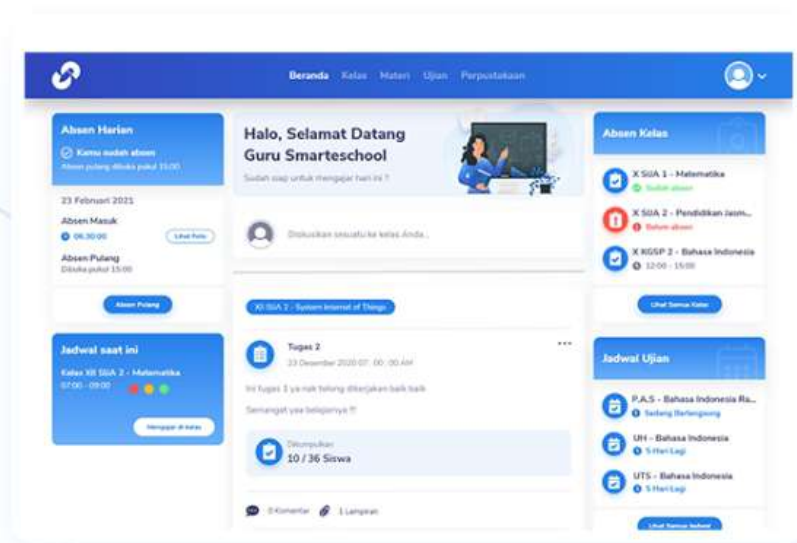 Beranda Kelas Materi Ujian Perpustakaan
Absen Harian
Kamu sudah absen
Absen pulang dibuka pukul 15:00
23 Februari 2021
Absen Masuk
06:30:00
Lihat Foto
Absen Pulang
Dibuka pukul 15:00
Absen Pulang
Jadwal saat ini
Kelas XII SIJA 2 - Matematika
07:00 - 09:00
Mengajar di kelas
Halo, Selamat Datang
Guru Smarteschool
Sudah siap untuk mengajar hari ini ?
Diskusikan sesuatu ke kelas Anda..
XII SIJA 2 - System Internet of Things
Tugas 2
23 Desember 2020 07 : 00 : 00 AM
Ini tugas 3 ya nak tolong dikerjakan baik baik
Semangat yaa belajarnya !!!
Dikumpulkan
10 / 36 Siswa
0 Komentar
1 Lampiran
Absen Kelas
X SIJA 1 - Matematika
Sudah absen
X SIJA 2 - Pendidikan Jasm...
Belum absen
X KGSP 2 - Bahasa Indonesia
12:00 - 15:00
Lihat Semua Kelas
Jadwal Ujian
P.A.S - Bahasa Indonesia Ra...
Sedang Berlangsung
UH - Bahasa Indonesia
5 Hari Lagi
UTS - Bahasa Indonesia
5 Hari Lagi
Lihat Semua Jadwal